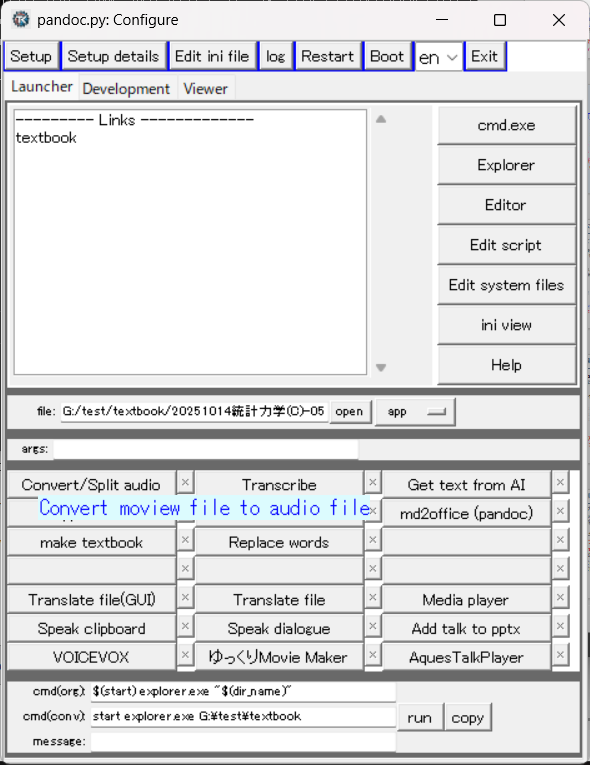 pandoc.py: Configure
Setup Setup details Edit ini file log Restart Boot en Exit
Launcher Development Viewer
--------- Links -------------
textbook
cmd.exe
Explorer
Editor
Edit script
Edit system files
ini view
Help
file: G:/test/textbook/20251014統計力学(C)-05 open app
args:
Convert/Split audio × Transcribe × Get text from AI ×
Convert moview file to audio file × md2office (pandoc) ×
make textbook × Replace words × ×
× × ×
Translate file(GUI) × Translate file × Media player ×
Speak clipboard × Speak dialogue × Add talk to pptx ×
VOICEVOX × ゆっくりMovie Maker × AquesTalkPlayer ×
cmd(org): $(start) explorer.exe "$(dir_name)"
cmd(conv): start explorer.exe G:¥test¥textbook run copy
message: